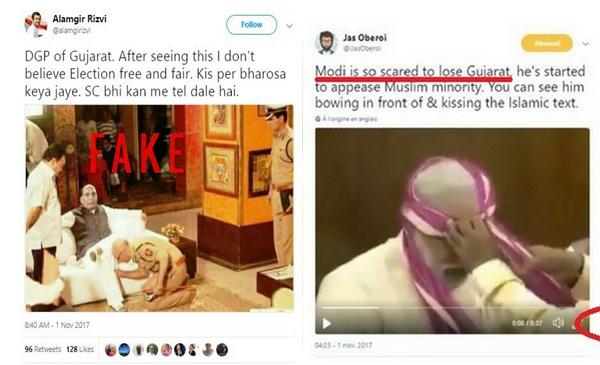 Alamgir Rizvi
@alamgirizvi
Follow
DGP of Gujarat. After seeing this I don't
believe Election free and fair. Kis per bharosa
keya jaye. SC bhi kan me tel dale hai.
FAKE
8:40 AM - 1 Nov 2017
96 Retweets 128 Likes
Jas Oberoi
@iJasOberoi
Abonné
Modi is so scared to lose Gujarat, he's started
to appease Muslim minority. You can see him
bowing in front of & kissing the Islamic text.
À l'origine en anglais
0:08 / 0:37
04:23 - 1 nov. 2017